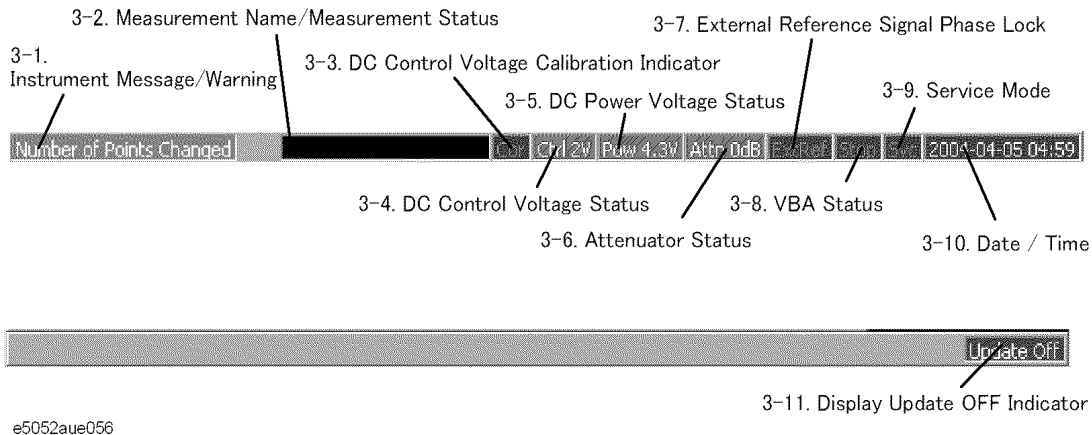 3-2. Measurement Name/Measurement Status
3-7. External Reference Signal Phase Lock
3-1.
Instrument Message/Warning
3-3. DC Control Voltage Calibration Indicator
3-5. DC Power Voltage Status
3-9. Service Mode
Number of Points Changed
Cor
Ctrl 2V
Pow 4.3V
Attn 0dB
ExtRef
Stop
Svc
2004-04-05 04:59
3-4. DC Control Voltage Status
3-8. VBA Status
3-6. Attenuator Status
3-10. Date / Time
Update Off
3-11. Display Update OFF Indicator
e5052aue056